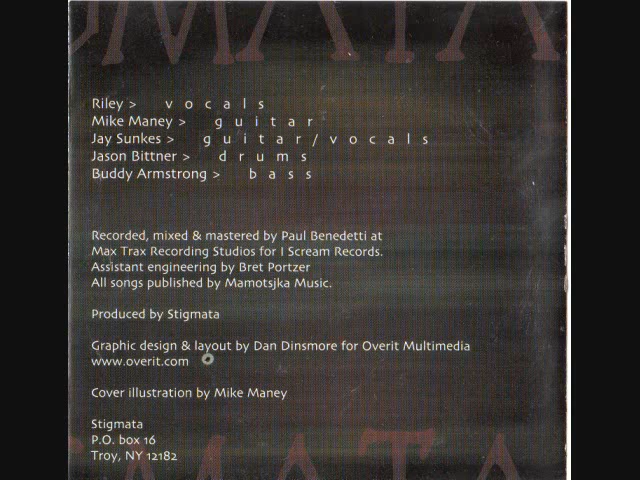 GMATA
Riley > vocals
Mike Maney > guitar
Jay Sunkes > guitar/vocals
Jason Bittner > drums
Buddy Armstrong > bass
Recorded, mixed & mastered by Paul Benedetti at
Max Trax Recording Studios for I Scream Records.
Assistant engineering by Bret Portzer
All songs published by Mamotsjka Music.
Produced by Stigmata
Graphic design & layout by Dan Dinsmore for Overit Multimedia
www.overit.com
Cover illustration by Mike Maney
Stigmata
P.O. box 16
Troy, NY 12182
GMATA